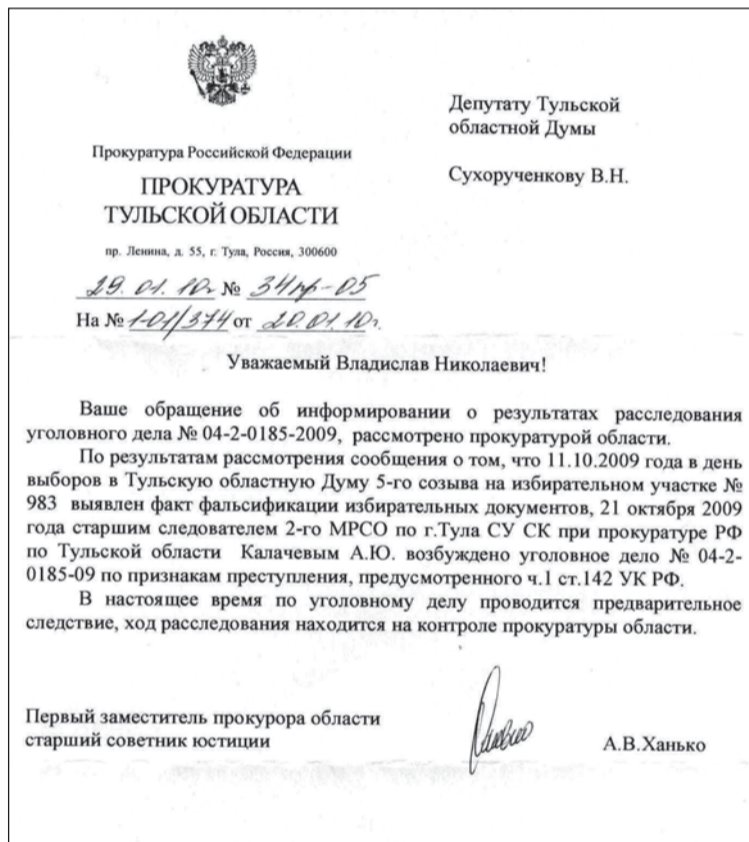 Прокуратура Российской Федерации
ПРОКУРАТУРА
ТУЛЬСКОЙ ОБЛАСТИ
пр. Ленина, д. 55, г. Тула, Россия, 300600
29.01.10г № 34пр-05
На № 1-01/374 от 20.01.10г.
Депутату Тульской
областной Думы
Сухорученкову В.Н.
Уважаемый Владислав Николаевич!
Ваше обращение об информировании о результатах расследования
уголовного дела № 04-2-0185-2009, рассмотрено прокуратурой области.
По результатам рассмотрения сообщения о том, что 11.10.2009 года в день
выборов в Тульскую областную Думу 5-го созыва на избирательном участке №
983 выявлен факт фальсификации избирательных документов, 21 октября 2009
года старшим следователем 2-го МРСО по г.Тула СУ СК при прокуратуре РФ
по Тульской области Калачевым А.Ю. возбуждено уголовное дело № 04-2-
0185-09 по признакам преступления, предусмотренного ч.1 ст.142 УК РФ.
В настоящее время по уголовному делу проводится предварительное
следствие, ход расследования находится на контроле прокуратуры области.
Первый заместитель прокурора области
старший советник юстиции
А.В.Ханько